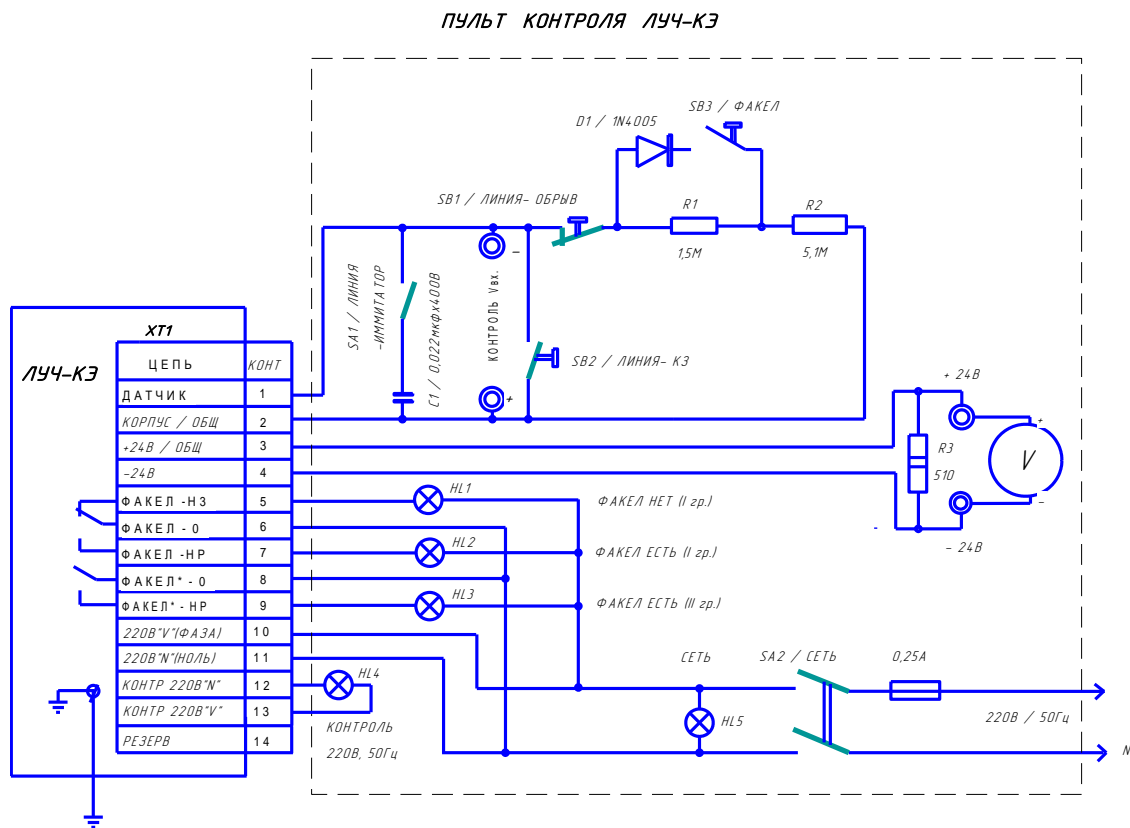 ПУЛЬТ КОНТРОЛЯ ЛУЧ-КЭ
SB3 / ФАКЕЛ
D1 / 1N4005
SB1 / ЛИНИЯ- ОБРЫВ
R1
R2
1,5М
5,1М
–
SA1 / ЛИНИЯ
-ИММИТАТОР
С1 / 0,022мкфх400В
КОНТРОЛЬ Vвх.
SB2 / ЛИНИЯ- КЗ
+
ЛУЧ-КЭ
XT1
ЦЕПЬ КОНТ
ДАТЧИК 1
КОРПУС / ОБЩ 2
+24В / ОБЩ 3
-24В 4
ФАКЕЛ -НЗ 5
ФАКЕЛ - О 6
ФАКЕЛ -НР 7
ФАКЕЛ* - О 8
ФАКЕЛ* - НР 9
220В"V"(ФАЗА) 10
220В"N"(НОЛЬ) 11
КОНТР 220В"N" 12
КОНТР 220В"V" 13
РЕЗЕРВ 14
+ 24В
+
R3
510
V
–
- 24В
HL1
ФАКЕЛ НЕТ (I гр.)
HL2
ФАКЕЛ ЕСТЬ (I гр.)
HL3
ФАКЕЛ ЕСТЬ (II гр.)
СЕТЬ
SA2 / СЕТЬ
0,25А
HL4
КОНТРОЛЬ
220В, 50Гц
HL5
220В / 50Гц
N